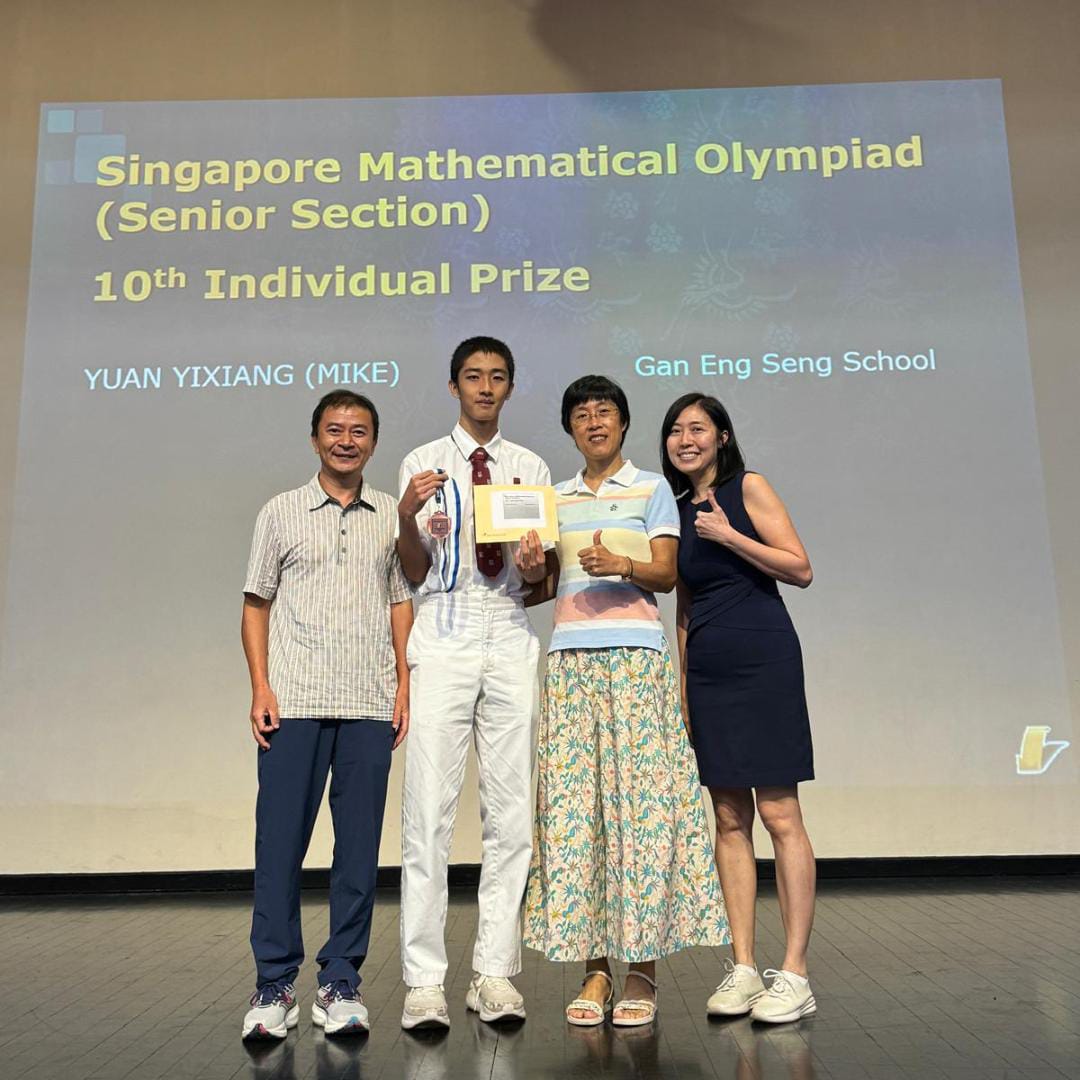 Singapore Mathematical Olympiad
(Senior Section)
10th Individual Prize
YUAN YIXIANG (MIKE)
Gan Eng Seng School